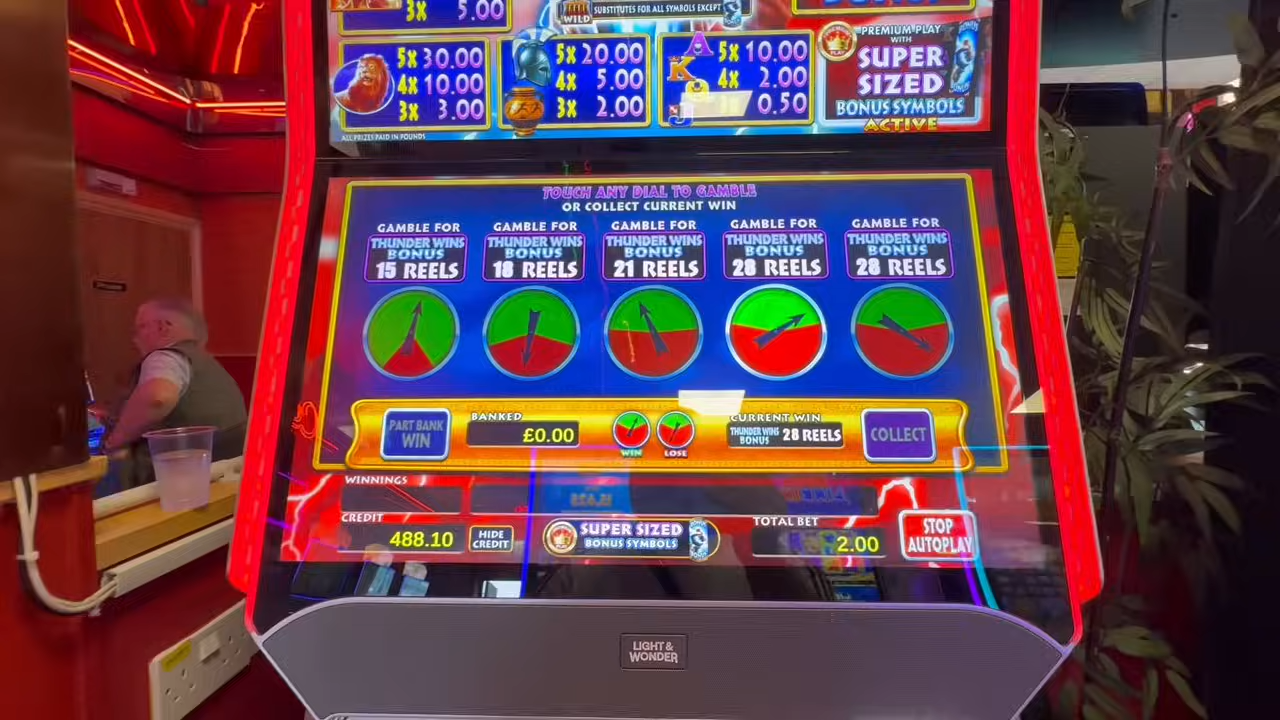 3X 5.00
WILD
SUBSTITUTES FOR ALL SYMBOLS EXCEPT
5X 30.00
4X 10.00
3X 3.00
5X 20.00
4X 5.00
3X 2.00
A
K
J
5X 10.00
4X 2.00
3X 0.50
PREMIUM PLAY
WITH
SUPER
SIZED
BONUS SYMBOLS
ACTIVE
ALL PRIZES PAID IN POUNDS
TOUCH ANY DIAL TO GAMBLE
OR COLLECT CURRENT WIN
GAMBLE FOR
THUNDER WINS
BONUS
15 REELS
GAMBLE FOR
THUNDER WINS
BONUS
18 REELS
GAMBLE FOR
THUNDER WINS
BONUS
21 REELS
GAMBLE FOR
THUNDER WINS
BONUS
28 REELS
GAMBLE FOR
THUNDER WINS
BONUS
28 REELS
PART BANK
WIN
BANKED
£0.00
WIN
LOSE
CURRENT WIN
THUNDER WINS
BONUS
28 REELS
COLLECT
WINNINGS
CREDIT
488.10
HIDE
CREDIT
SUPER SIZED
BONUS SYMBOLS
TOTAL BET
2.00
STOP
AUTOPLAY
LIGHT &
WONDER